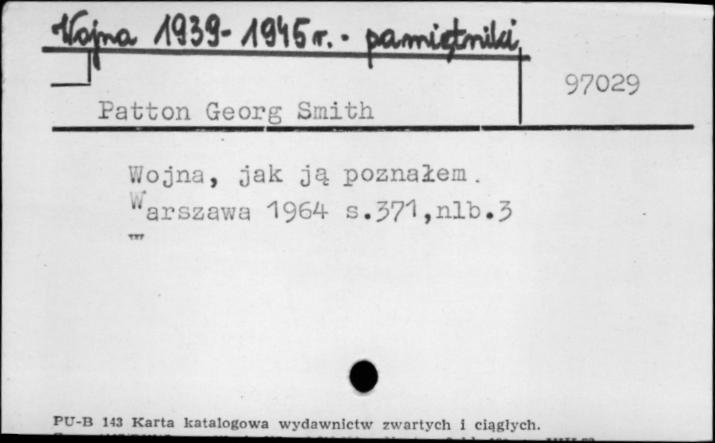 Wojna 1939-1945 r. - pamiętniki
97029
Patton Georg Smith
Wojna, jak ją poznałem.
Warszawa 1964 s.371,nlb.3
PU-B 143 Karta katalogowa wydawnictw zwartych i ciągłych.